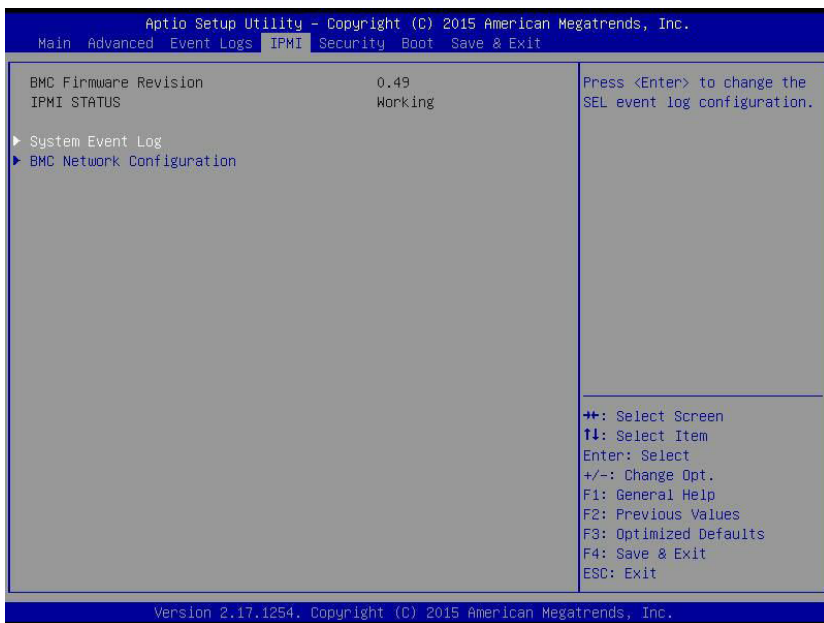 Aptio Setup Utility – Copyright (C) 2015 American Megatrends, Inc.
Main Advanced Event Logs IPMI Security Boot Save & Exit
BMC Firmware Revision 0.49
IPMI STATUS Working
System Event Log
BMC Network Configuration
Press <Enter> to change the
SEL event log configuration.
→←: Select Screen
↑↓: Select Item
Enter: Select
+/-: Change Opt.
F1: General Help
F2: Previous Values
F3: Optimized Defaults
F4: Save & Exit
ESC: Exit
Version 2.17.1254. Copyright (C) 2015 American Megatrends, Inc.